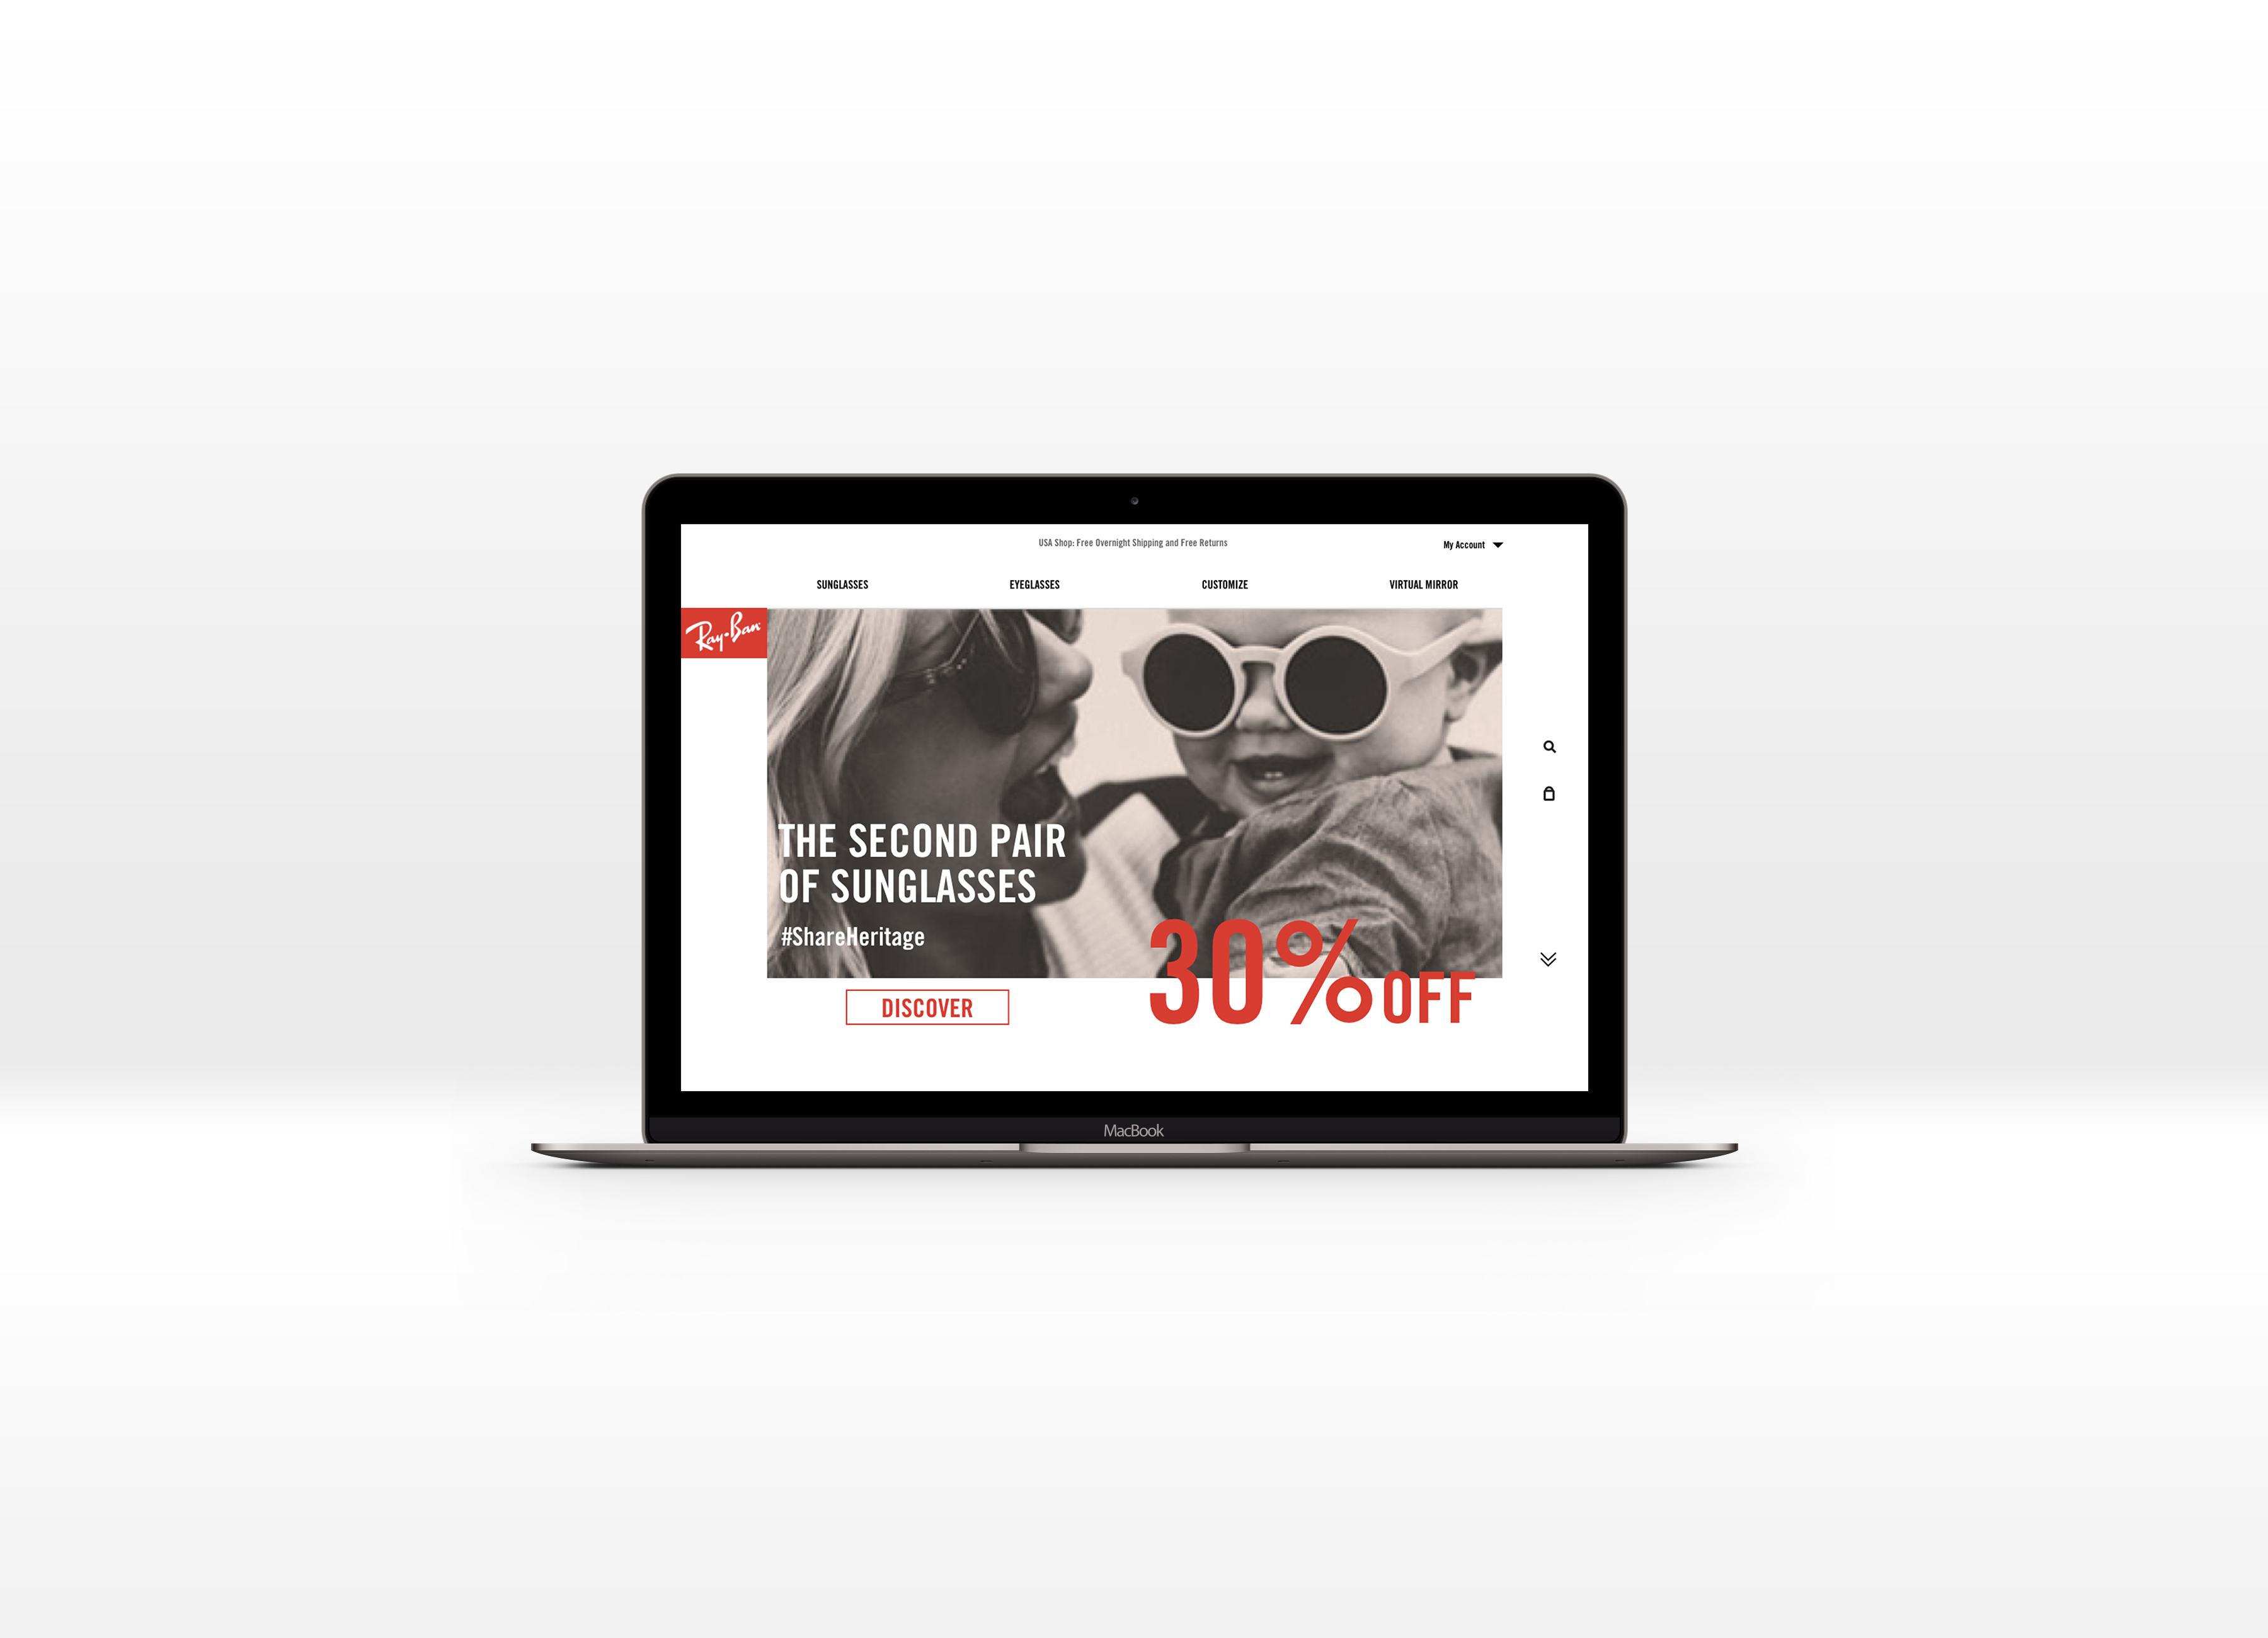 USA Shop: Free Overnight Shipping and Free Returns
My Account
SUNGLASSES
EYEGLASSES
CUSTOMIZE
VIRTUAL MIRROR
Ray-Ban
THE SECOND PAIR
OF SUNGLASSES
#ShareHeritage
30% OFF
DISCOVER
MacBook